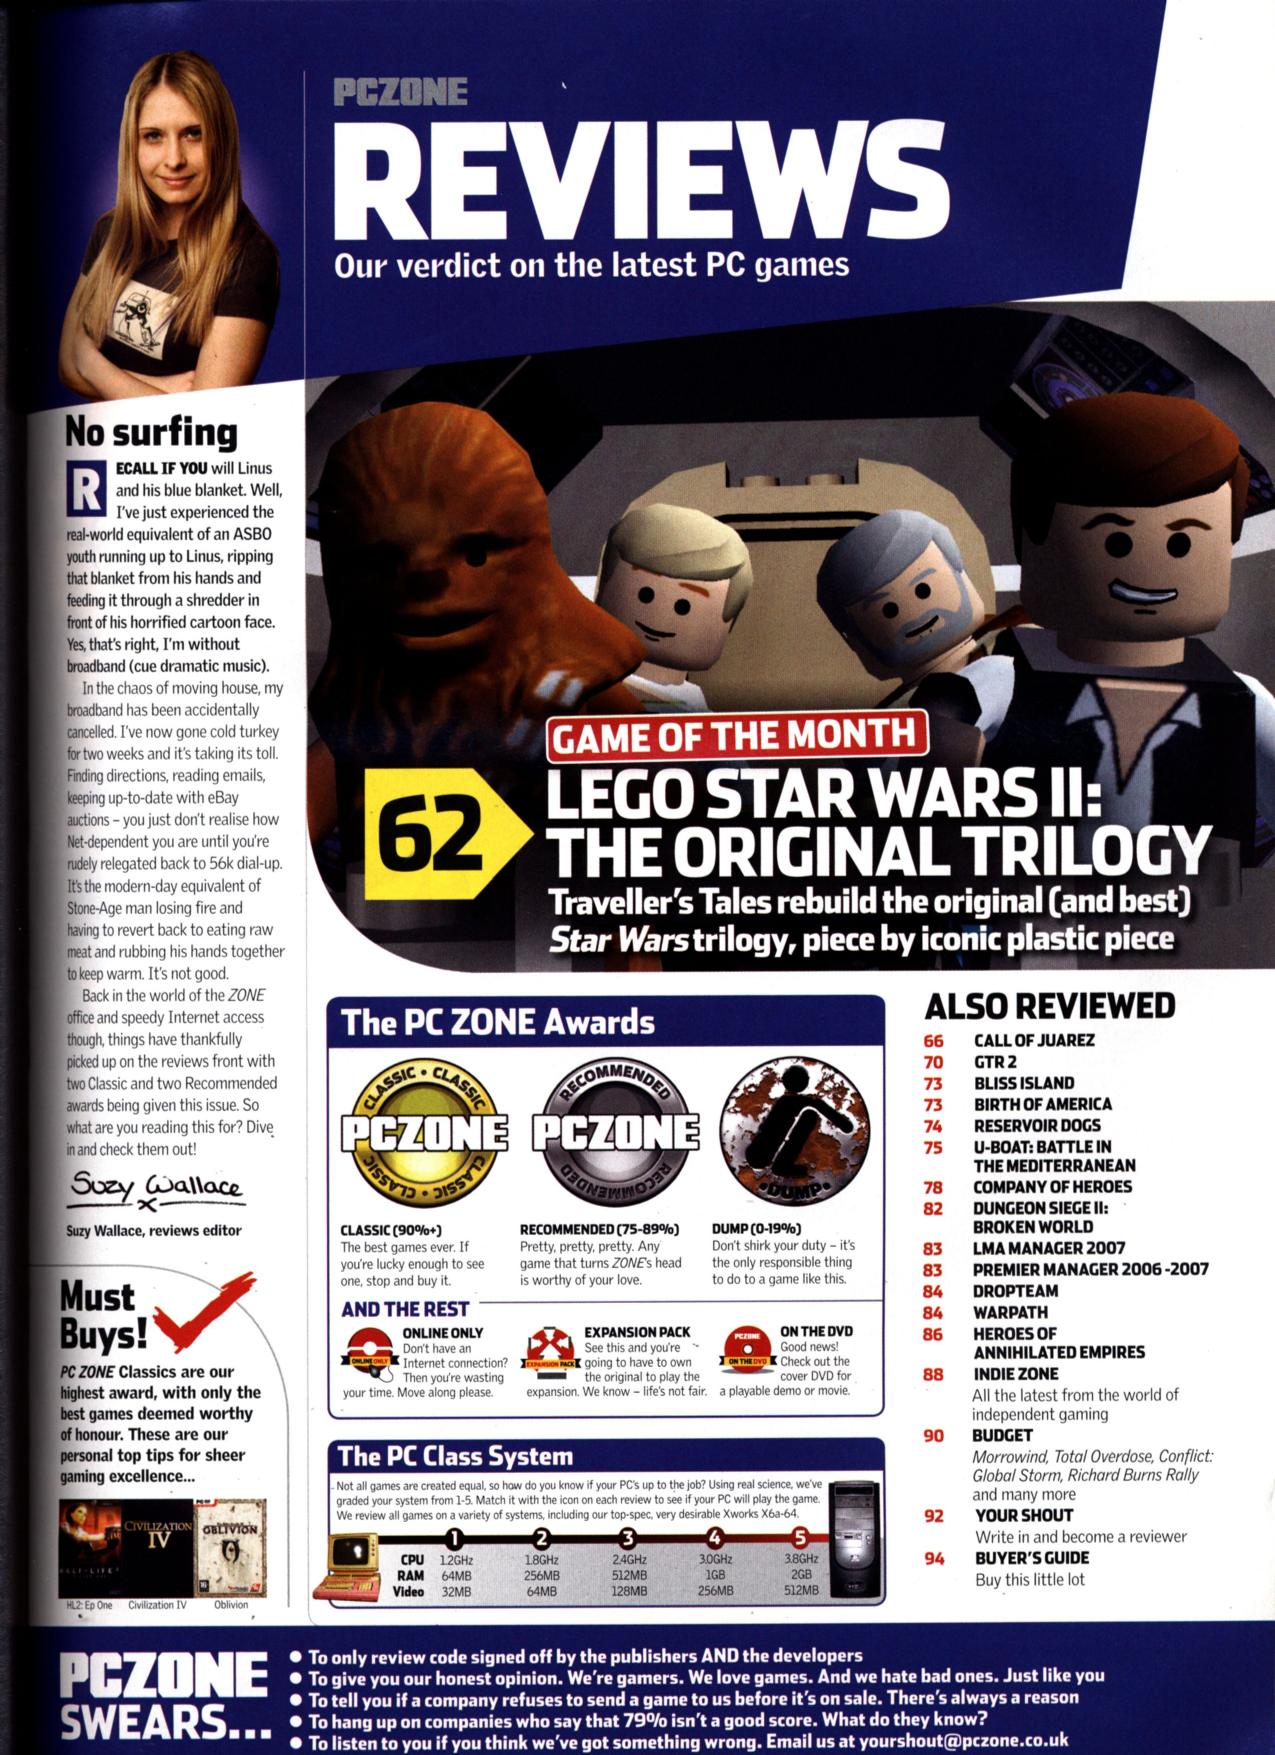 PCZONE
REVIEWS
Our verdict on the latest PC games
No surfing
RECALL IF YOU will Linus
and his blue blanket. Well,
I've just experienced the
real-world equivalent of an ASBO
youth running up to Linus, ripping
that blanket from his hands and
feeding it through a shredder in
front of his horrified cartoon face.
Yes, that's right, I'm without
broadband (cue dramatic music).
In the chaos of moving house, my
broadband has been accidentally
cancelled. I've now gone cold turkey
for two weeks and it's taking its toll.
Finding directions, reading emails,
keeping up-to-date with eBay
auctions – you just don't realise how
Net-dependent you are until you're
rudely relegated back to 56k dial-up.
It's the modern-day equivalent of
Stone-Age man losing fire and
having to revert back to eating raw
meat and rubbing his hands together
to keep warm. It's not good.
Back in the world of the ZONE
office and speedy Internet access
though, things have thankfully
picked up on the reviews front with
two Classic and two Recommended
awards being given this issue. So
what are you reading this for? Dive
in and check them out!
Suzy Wallace
x
Suzy Wallace, reviews editor
Must
Buys!
PC ZONE Classics are our
highest award, with only the
best games deemed worthy
of honour. These are our
personal top tips for sheer
gaming excellence...
HALF-LIFE²
CIVILIZATION
IV
OBLIVION
HL2: Ep One Civilization IV Oblivion
GAME OF THE MONTH
62
LEGO STAR WARS II:
THE ORIGINAL TRILOGY
Traveller's Tales rebuild the original (and best)
Star Wars trilogy, piece by iconic plastic piece
The PC ZONE Awards
CLASSIC • CLASSIC
PCZONE
CLASSIC • CLASSIC
RECOMMENDED
PCZONE
RECOMMENDED
•DUMP•
CLASSIC (90%+)
The best games ever. If
you're lucky enough to see
one, stop and buy it.
RECOMMENDED (75-89%)
Pretty, pretty, pretty. Any
game that turns ZONE's head
is worthy of your love.
DUMP (0-19%)
Don't shirk your duty – it's
the only responsible thing
to do to a game like this.
AND THE REST
ONLINE ONLY
ONLINE ONLY
Don't have an
Internet connection?
Then you're wasting
your time. Move along please.
EXPANSION PACK
EXPANSION PACK
See this and you're
going to have to own
the original to play the
expansion. We know – life's not fair.
PCZONE
ON THE DVD
ON THE DVD
Good news!
Check out the
cover DVD for
a playable demo or movie.
The PC Class System
Not all games are created equal, so how do you know if your PC's up to the job? Using real science, we've
graded your system from 1-5. Match it with the icon on each review to see if your PC will play the game.
We review all games on a variety of systems, including our top-spec, very desirable Xworks X6a-64.
1 2 3 4 5
CPU 1.2GHz 1.8GHz 2.4GHz 3.0GHz 3.8GHz
RAM 64MB 256MB 512MB 1GB 2GB
Video 32MB 64MB 128MB 256MB 512MB
ALSO REVIEWED
66 CALL OF JUAREZ
70 GTR 2
73 BLISS ISLAND
73 BIRTH OF AMERICA
74 RESERVOIR DOGS
75 U-BOAT: BATTLE IN
THE MEDITERRANEAN
78 COMPANY OF HEROES
82 DUNGEON SIEGE II:
BROKEN WORLD
83 LMA MANAGER 2007
83 PREMIER MANAGER 2006-2007
84 DROPTEAM
84 WARPATH
86 HEROES OF
ANNIHILATED EMPIRES
88 INDIE ZONE
All the latest from the world of
independent gaming
90 BUDGET
Morrowind, Total Overdose, Conflict:
Global Storm, Richard Burns Rally
and many more
92 YOUR SHOUT
Write in and become a reviewer
94 BUYER'S GUIDE
Buy this little lot
PCZONE
SWEARS...
• To only review code signed off by the publishers AND the developers
• To give you our honest opinion. We're gamers. We love games. And we hate bad ones. Just like you
• To tell you if a company refuses to send a game to us before it's on sale. There's always a reason
• To hang up on companies who say that 79% isn't a good score. What do they know?
• To listen to you if you think we've got something wrong. Email us at yourshout@pczone.co.uk